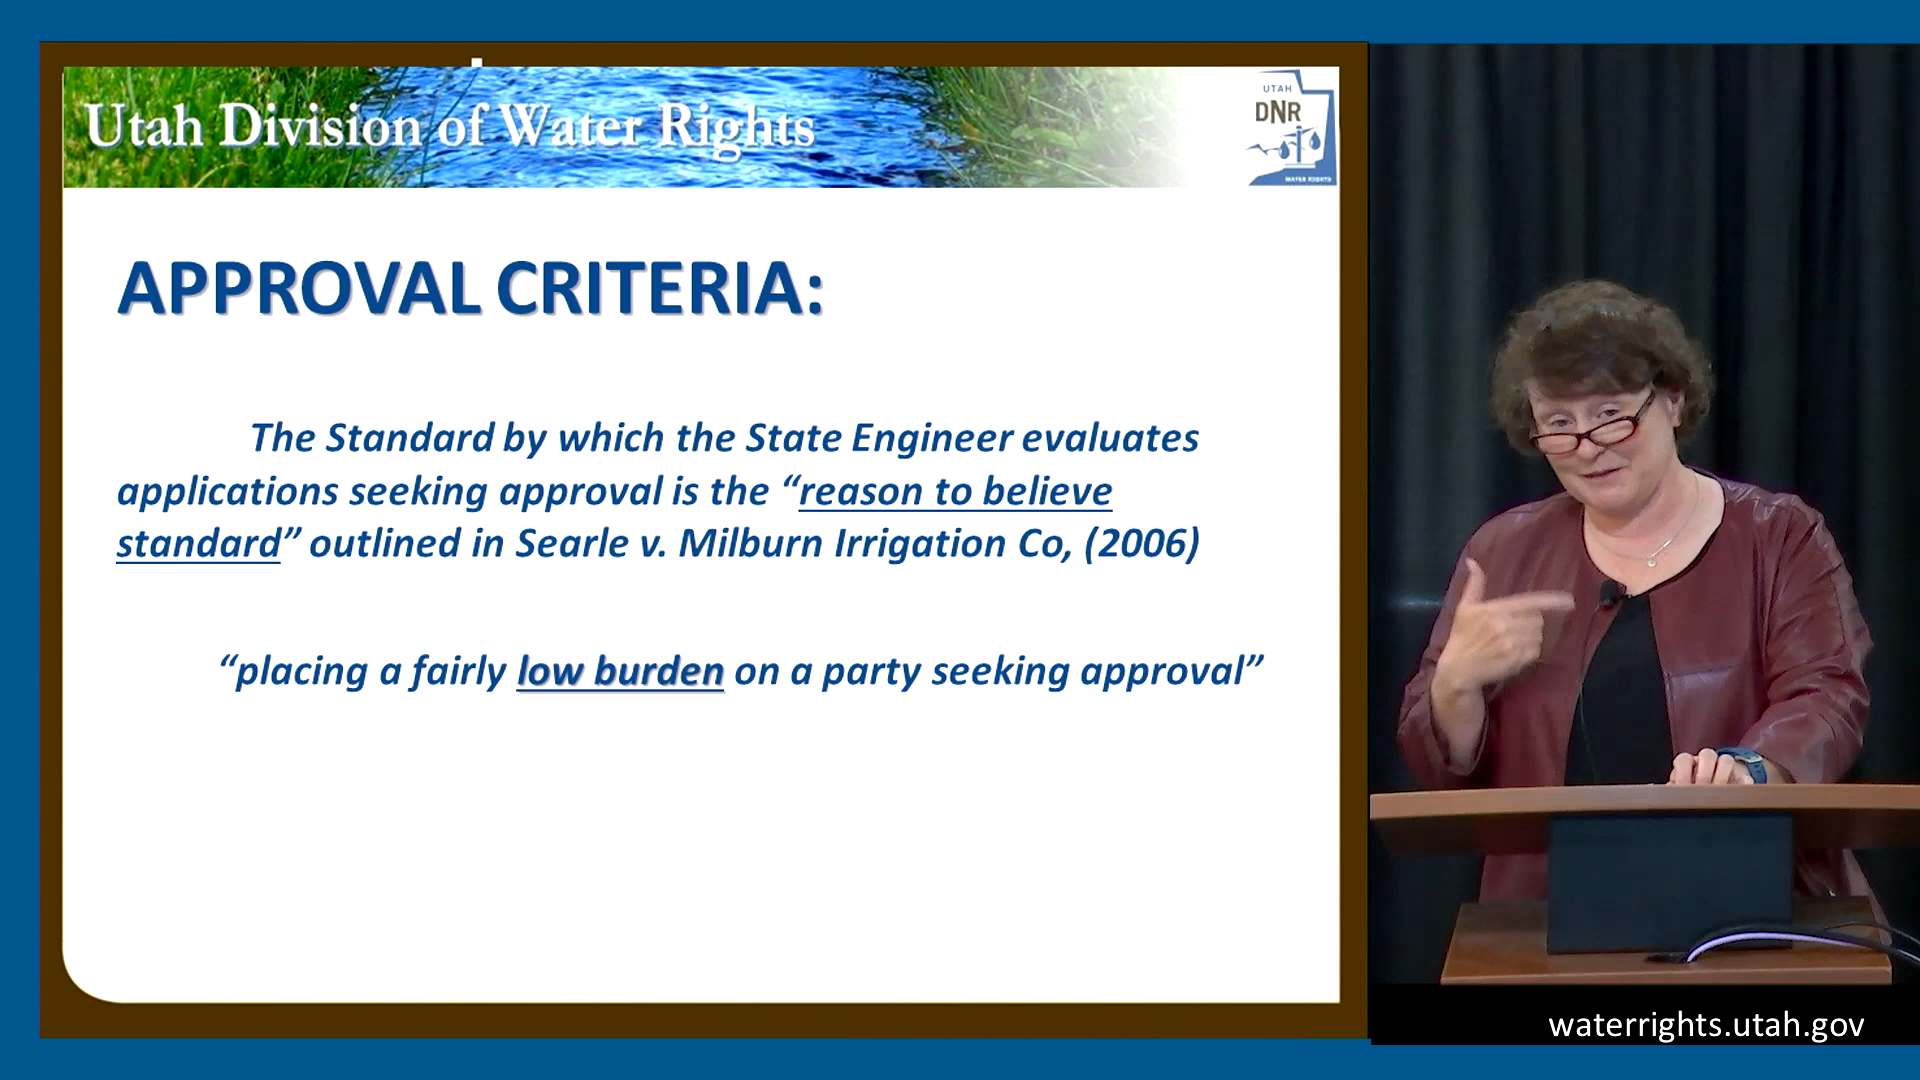 Utah Division of Water Rights
UTAH
DNR
WATER RIGHTS
APPROVAL CRITERIA:
The Standard by which the State Engineer evaluates
applications seeking approval is the “reason to believe
standard” outlined in Searle v. Milburn Irrigation Co, (2006)
“placing a fairly low burden on a party seeking approval”
waterrights.utah.gov